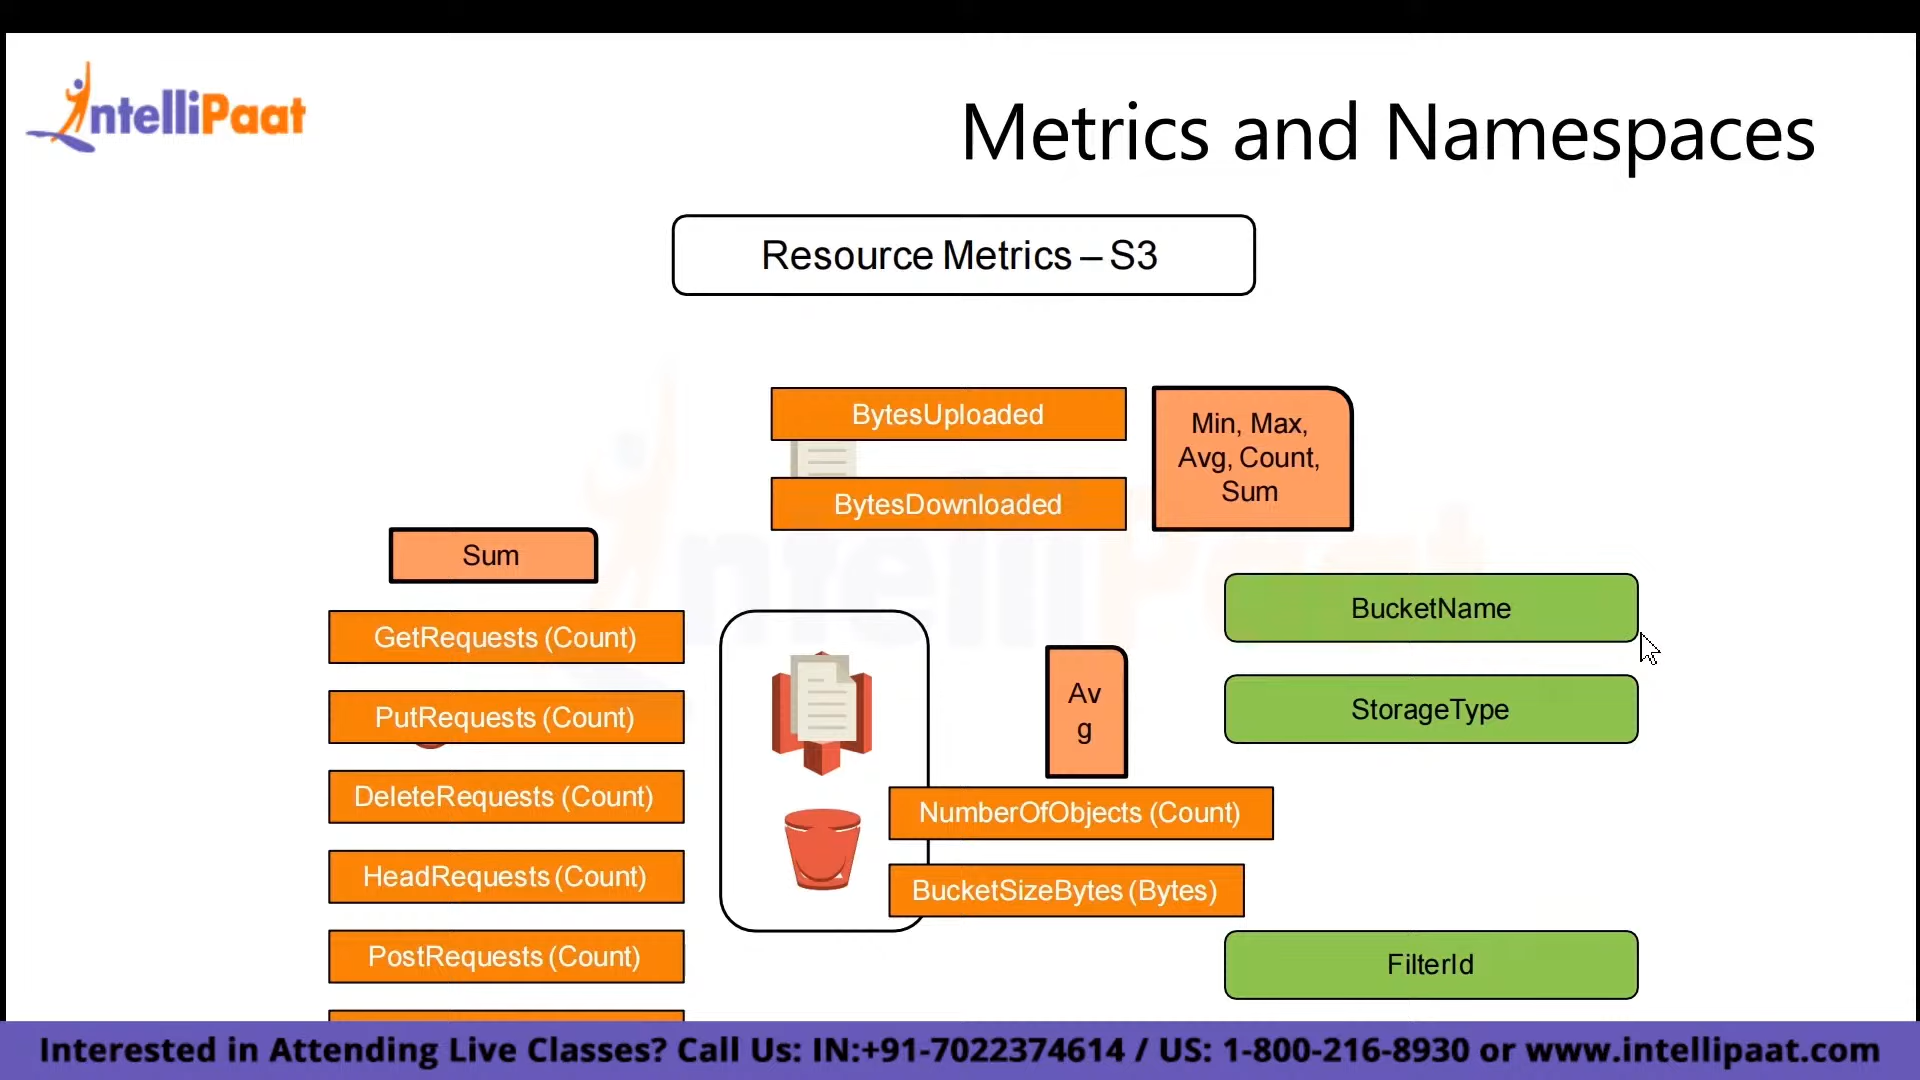 IntelliPaat
Metrics and Namespaces
Resource Metrics – S3
BytesUploaded
BytesDownloaded
Min, Max,
Avg, Count,
Sum
Sum
GetRequests (Count)
PutRequests (Count)
DeleteRequests (Count)
HeadRequests (Count)
PostRequests (Count)
Av
g
NumberOfObjects (Count)
BucketSizeBytes (Bytes)
BucketName
StorageType
FilterId
Interested in Attending Live Classes? Call Us: IN:+91-7022374614 / US: 1-800-216-8930 or www.intellipaat.com